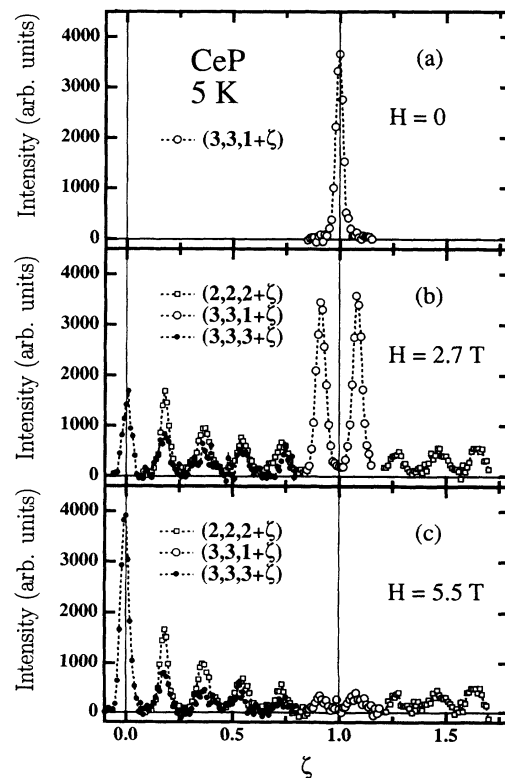 Intensity (arb. units)
4000
3000
2000
1000
0
CeP
5 K
(3,3,1+ζ)
(a)
H = 0
Intensity (arb. units)
4000
3000
2000
1000
0
(2,2,2+ζ)
(3,3,1+ζ)
(3,3,3+ζ)
(b)
H = 2.7 T
Intensity (arb. units)
4000
3000
2000
1000
0
(2,2,2+ζ)
(3,3,1+ζ)
(3,3,3+ζ)
(c)
H = 5.5 T
0.0 0.5 1.0 1.5
ζ